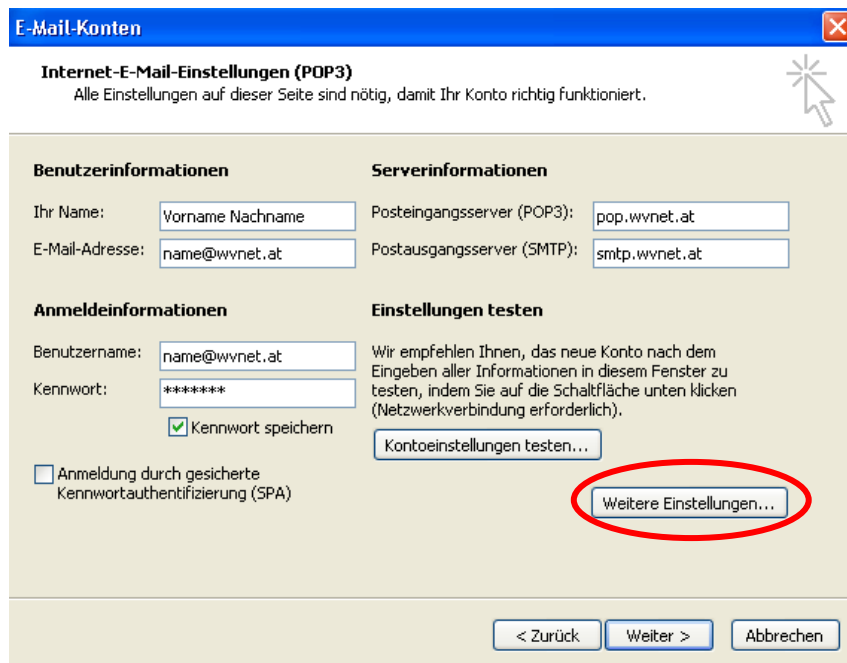 E-Mail-Konten
Internet-E-Mail-Einstellungen (POP3)
Alle Einstellungen auf dieser Seite sind nötig, damit Ihr Konto richtig funktioniert.
Benutzerinformationen
Ihr Name:
Vorname Nachname
E-Mail-Adresse:
name@wvnet.at
Anmeldeinformationen
Benutzername:
name@wvnet.at
Kennwort:
*******
Kennwort speichern
Anmeldung durch gesicherte
Kennwortauthentifizierung (SPA)
Serverinformationen
Posteingangsserver (POP3):
pop.wvnet.at
Postausgangsserver (SMTP):
smtp.wvnet.at
Einstellungen testen
Wir empfehlen Ihnen, das neue Konto nach dem
Eingeben aller Informationen in diesem Fenster zu
testen, indem Sie auf die Schaltfläche unten klicken
(Netzwerkverbindung erforderlich).
Kontoeinstellungen testen...
Weitere Einstellungen...
< Zurück
Weiter >
Abbrechen